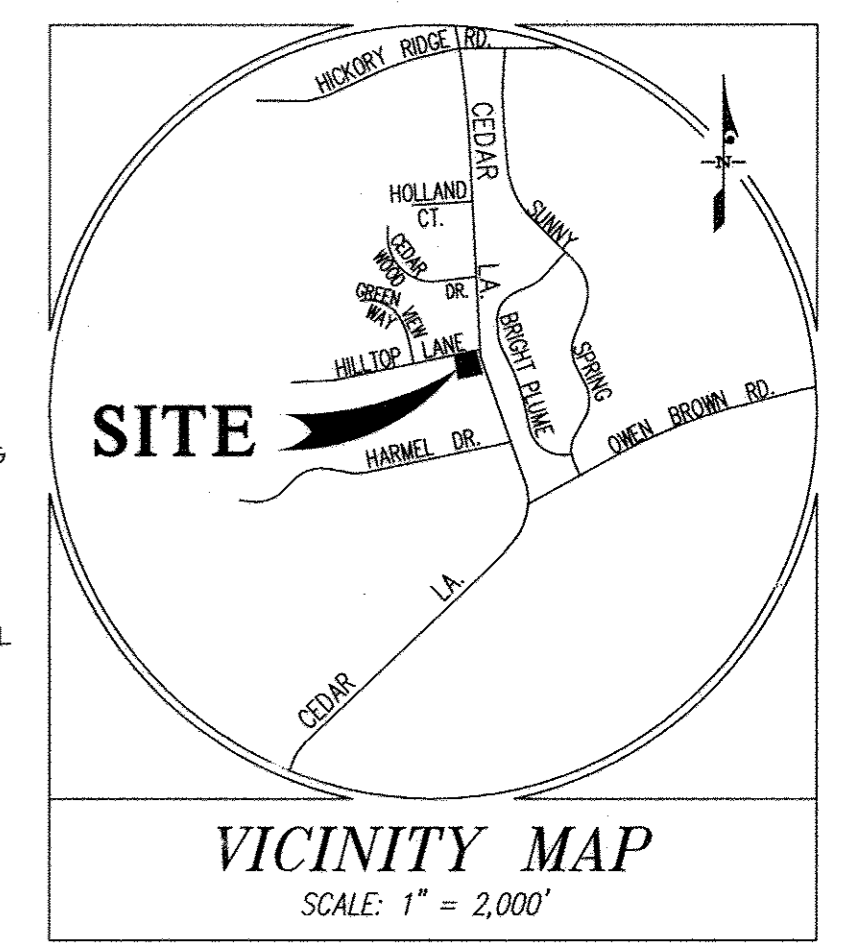 HICKORY RIDGE RD.
CEDAR LA.
N
HOLLAND
CT.
SUNNY SPRING
CEDAR
WOOD
DR.
GREEN VIEW
WAY
BRIGHT PLUME
HILLTOP LANE
OWEN BROWN RD.
SITE
G
HARMEL DR.
L
CEDAR LA.
VICINITY MAP
SCALE: 1" = 2,000'